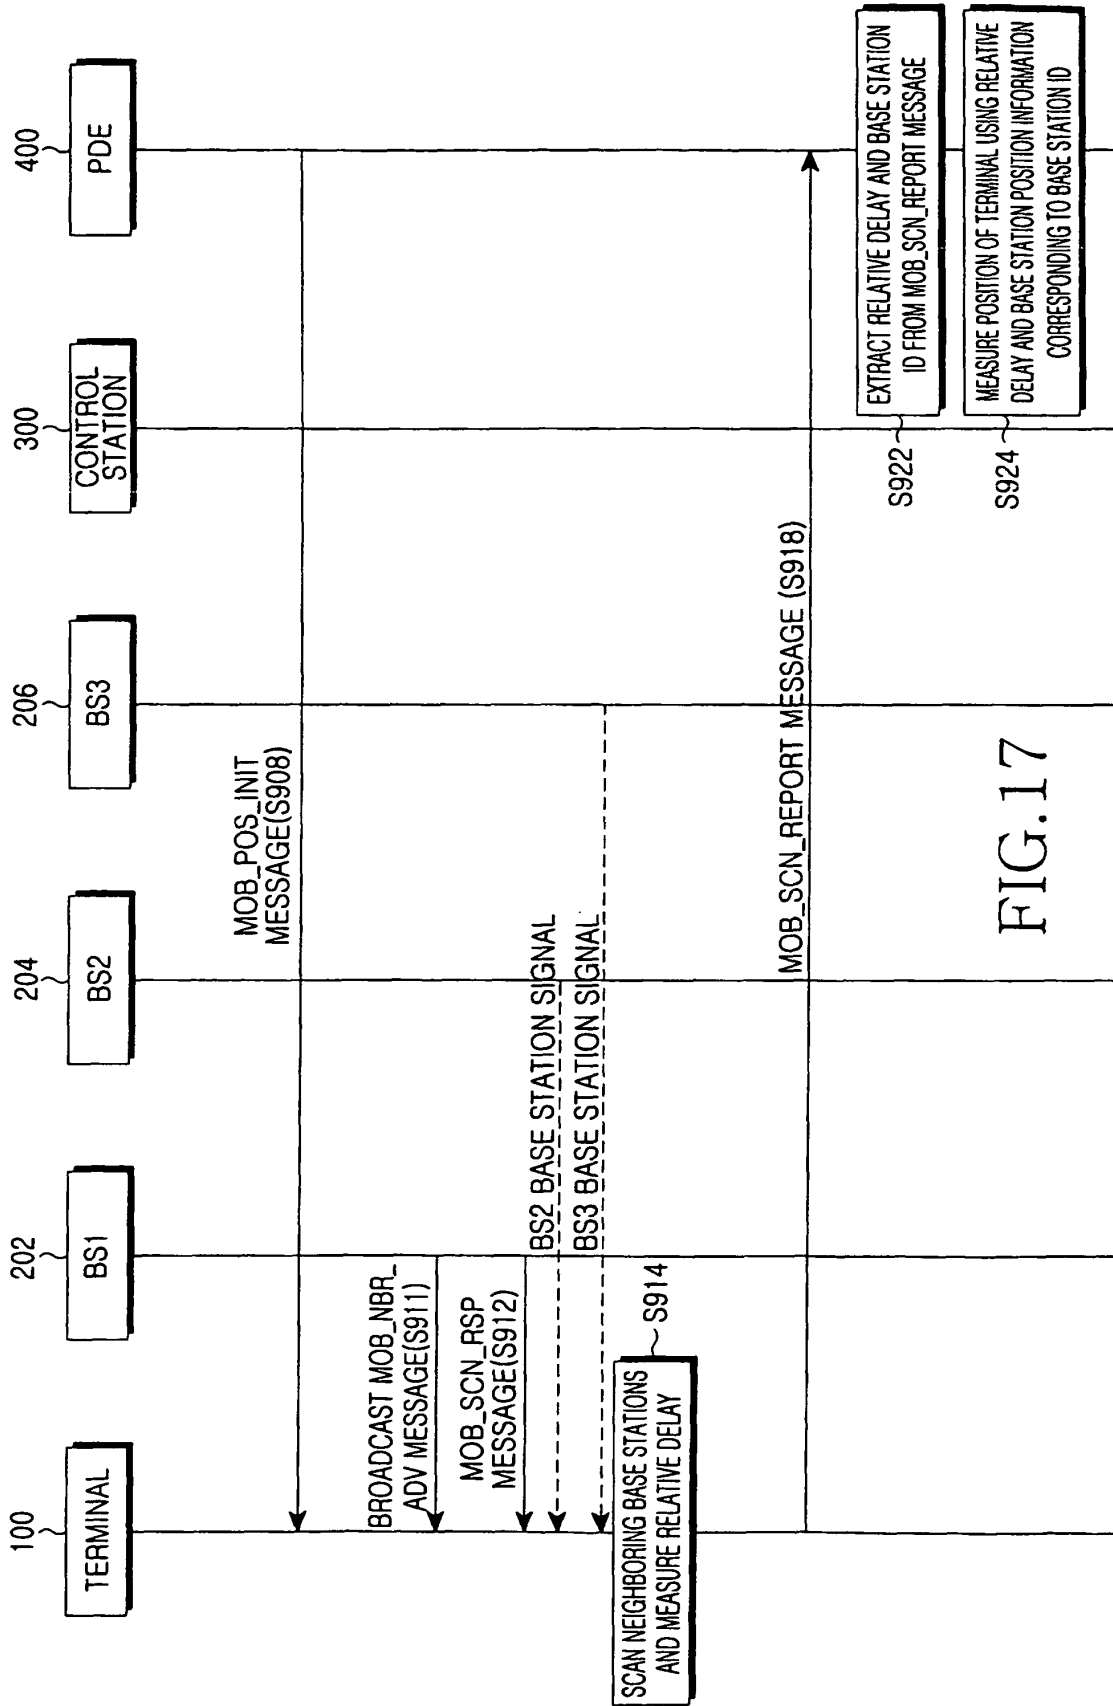 100
202
204
206
300
400
TERMINAL
BS1
BS2
BS3
CONTROL
STATION
PDE
MOB_POS_INIT
MESSAGE(S908)
BROADCAST MOB_NBR_
ADV MESSAGE(S911)
MOB_SCN_RSP
MESSAGE(S912)
BS2 BASE STATION SIGNAL
BS3 BASE STATION SIGNAL
SCAN NEIGHBORING BASE STATIONS
AND MEASURE RELATIVE DELAY
S914
MOB_SCN_REPORT MESSAGE (S918)
EXTRACT RELATIVE DELAY AND BASE STATION
ID FROM MOB_SCN_REPORT MESSAGE
S922
MEASURE POSITION OF TERMINAL USING RELATIVE
DELAY AND BASE STATION POSITION INFORMATION
CORRESPONDING TO BASE STATION ID
S924
FIG.17